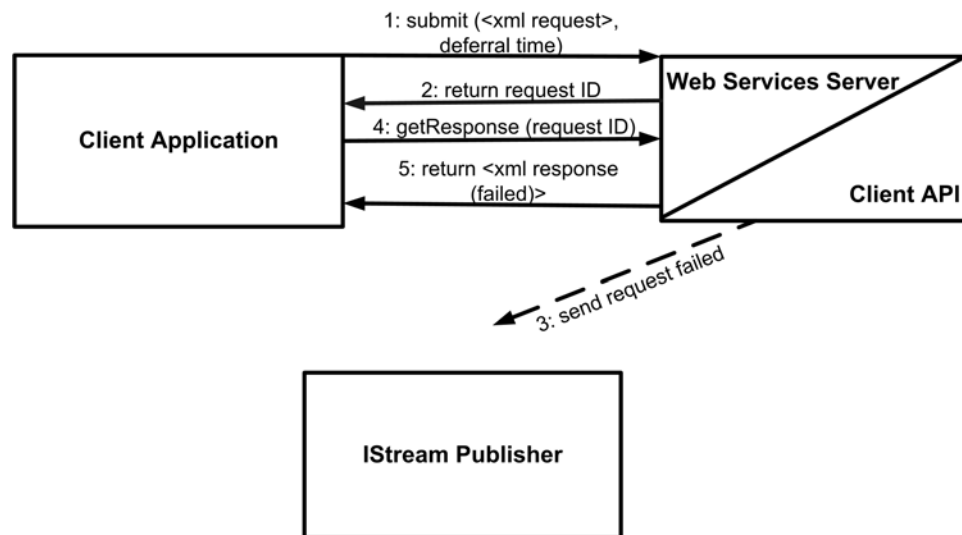 1: submit (<xml request>,
deferral time)
Web Services Server
2: return request ID
Client Application
4: getResponse (request ID)
5: return <xml response
(failed)>
Client API
3: send request failed
IStream Publisher